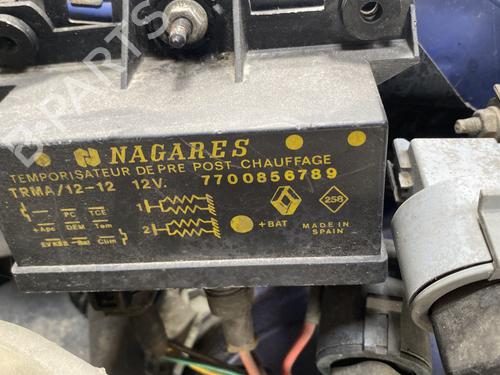 B-PARTS
NAGARES
TEMPORISATEUR DE PRE POST CHAUFFAGE
TRMA/12-12 12V. 7700856789
PC TCE
1
258
+Apc DEM Tem
2
+BAT
MADE IN
SPAIN
Bat Clim